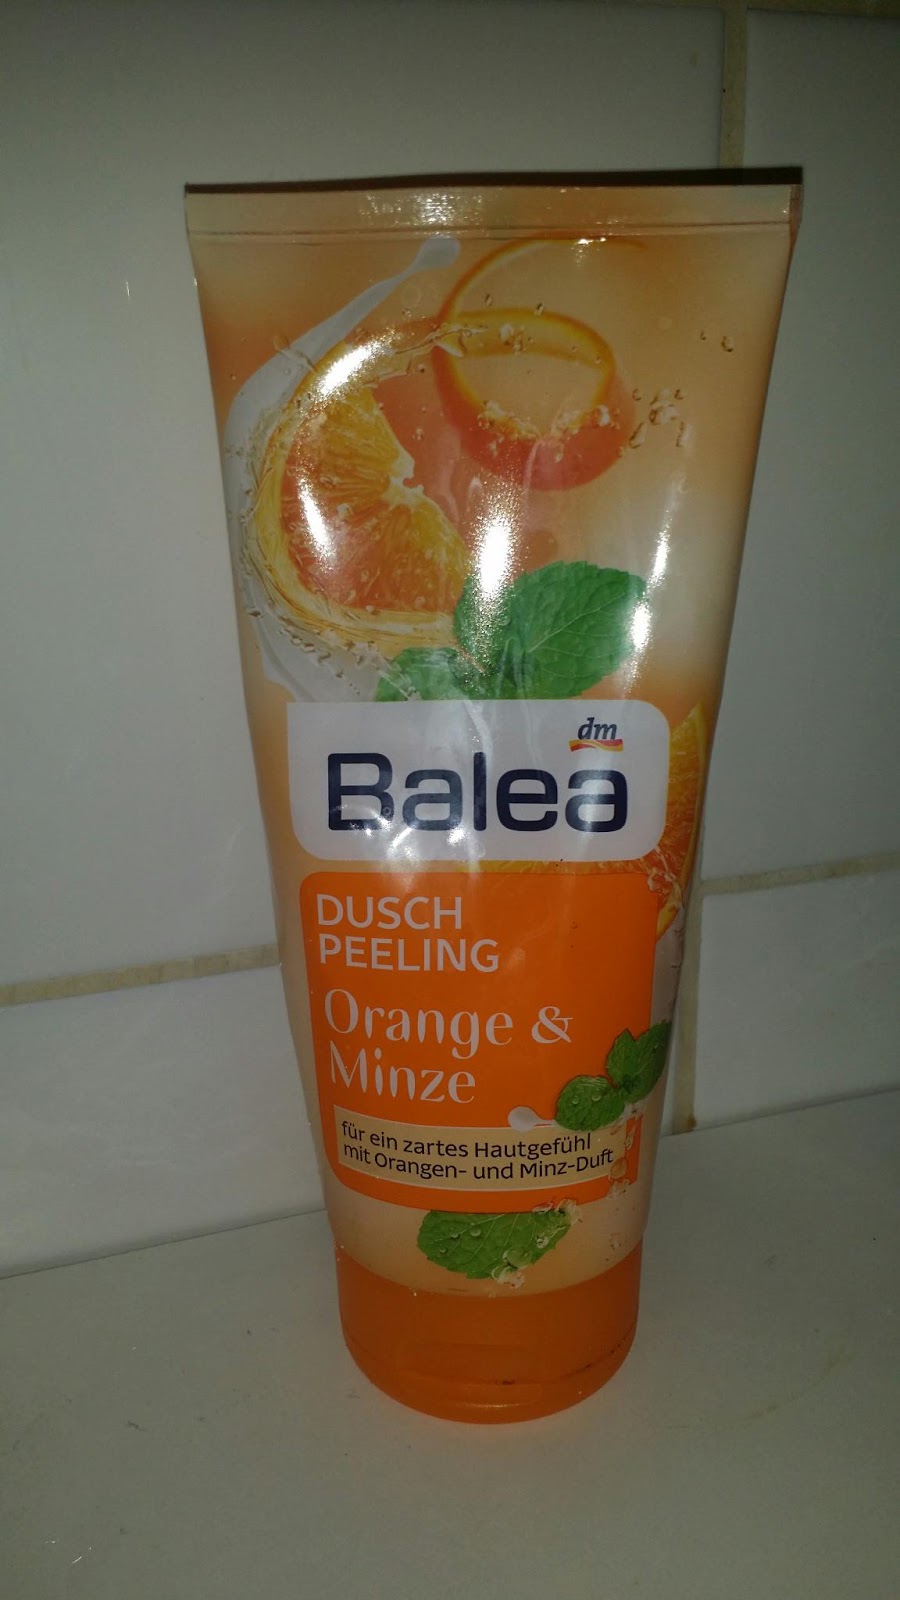 dm
Balea
DUSCH
PEELING
Orange &
Minze
für ein zartes Hautgefühl
mit Orangen- und Minz-Duft